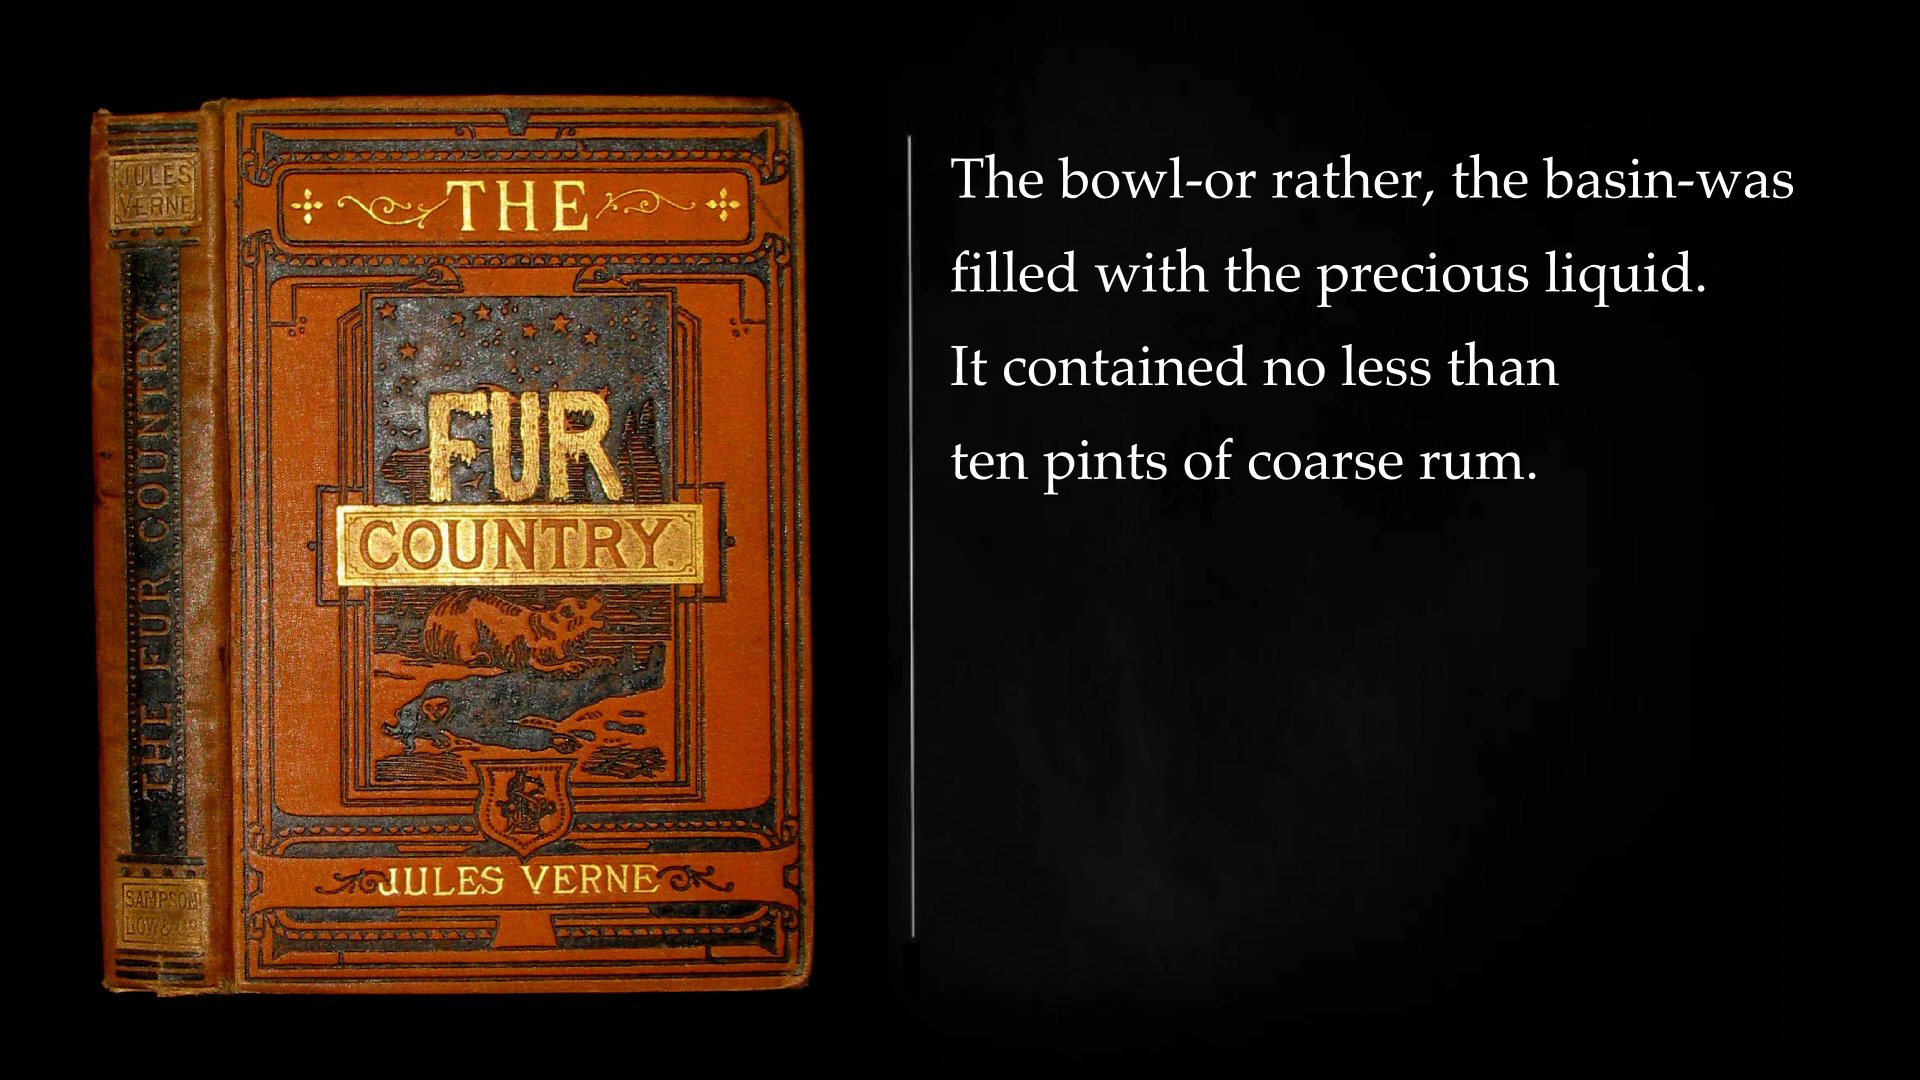 JULES
VERNE
THE FUR COUNTRY.
SAMPSON
LOW & Co
THE
FUR
COUNTRY.
JULES VERNE
The bowl-or rather, the basin-was
filled with the precious liquid.
It contained no less than
ten pints of coarse rum.